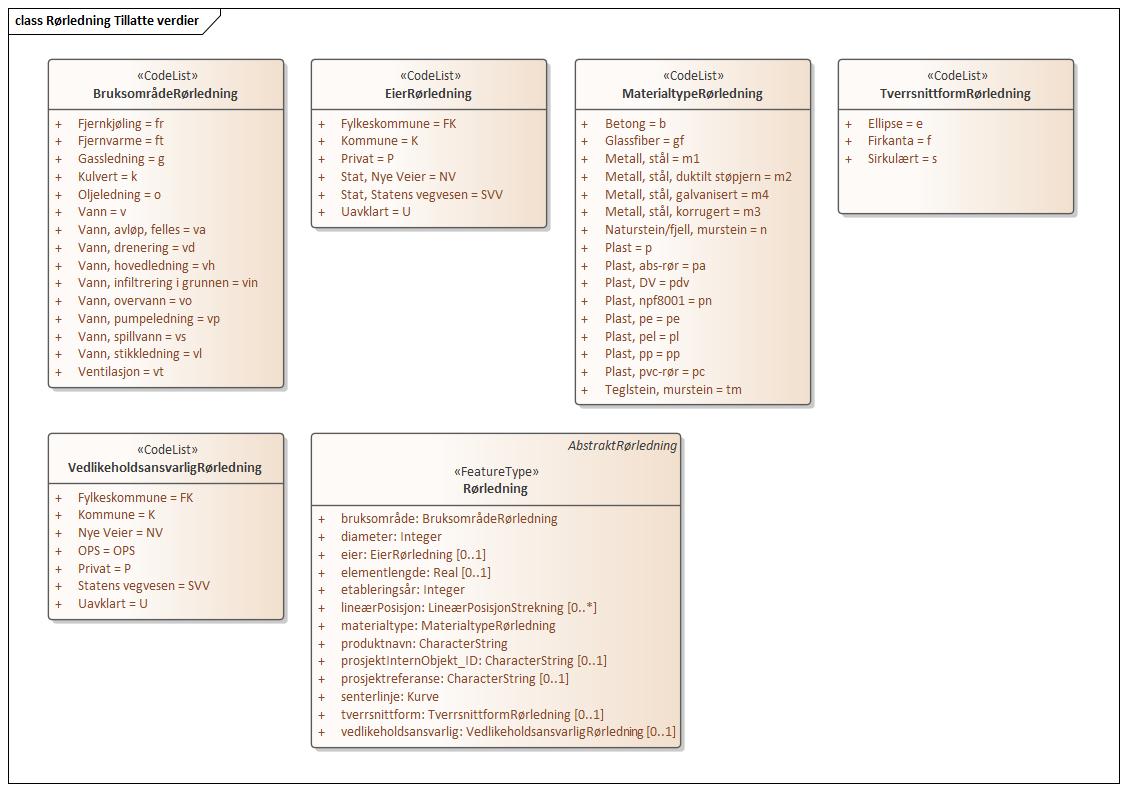 class Rørledning Tillatte verdier
«CodeList»
BruksområdeRørledning
+ Fjernkjøling = fr
+ Fjernvarme = ft
+ Gassledning = g
+ Kulvert = k
+ Oljeledning = o
+ Vann = v
+ Vann, avløp, felles = va
+ Vann, drenering = vd
+ Vann, hovedledning = vh
+ Vann, infiltrering i grunnen = vin
+ Vann, overvann = vo
+ Vann, pumpeledning = vp
+ Vann, spillvann = vs
+ Vann, stikkledning = vl
+ Ventilasjon = vt
«CodeList»
EierRørledning
+ Fylkeskommune = FK
+ Kommune = K
+ Privat = P
+ Stat, Nye Veier = NV
+ Stat, Statens vegvesen = SVV
+ Uavklart = U
«CodeList»
MaterialtypeRørledning
+ Betong = b
+ Glassfiber = gf
+ Metall, stål = m1
+ Metall, stål, duktilt støpjern = m2
+ Metall, stål, galvanisert = m4
+ Metall, stål, korrugert = m3
+ Naturstein/fjell, murstein = n
+ Plast = p
+ Plast, abs-rør = pa
+ Plast, DV = pdv
+ Plast, npf8001 = pn
+ Plast, pe = pe
+ Plast, pel = pl
+ Plast, pp = pp
+ Plast, pvc-rør = pc
+ Teglstein, murstein = tm
«CodeList»
TverrsnittformRørledning
+ Ellipse = e
+ Firkanta = f
+ Sirkulært = s
«CodeList»
VedlikeholdsansvarligRørledning
+ Fylkeskommune = FK
+ Kommune = K
+ Nye Veier = NV
+ OPS = OPS
+ Privat = P
+ Statens vegvesen = SVV
+ Uavklart = U
AbstraktRørledning
«FeatureType»
Rørledning
+ bruksområde: BruksområdeRørledning
+ diameter: Integer
+ eier: EierRørledning [0..1]
+ elementlengde: Real [0..1]
+ etableringsår: Integer
+ lineærPosisjon: LineærPosisjonStrekning [0..*]
+ materialtype: MaterialtypeRørledning
+ produktnavn: CharacterString
+ prosjektInternObjekt_ID: CharacterString [0..1]
+ prosjektreferanse: CharacterString [0..1]
+ senterlinje: Kurve
+ tverrsnittform: TverrsnittformRørledning [0..1]
+ vedlikeholdsansvarlig: VedlikeholdsansvarligRørledning [0..1]